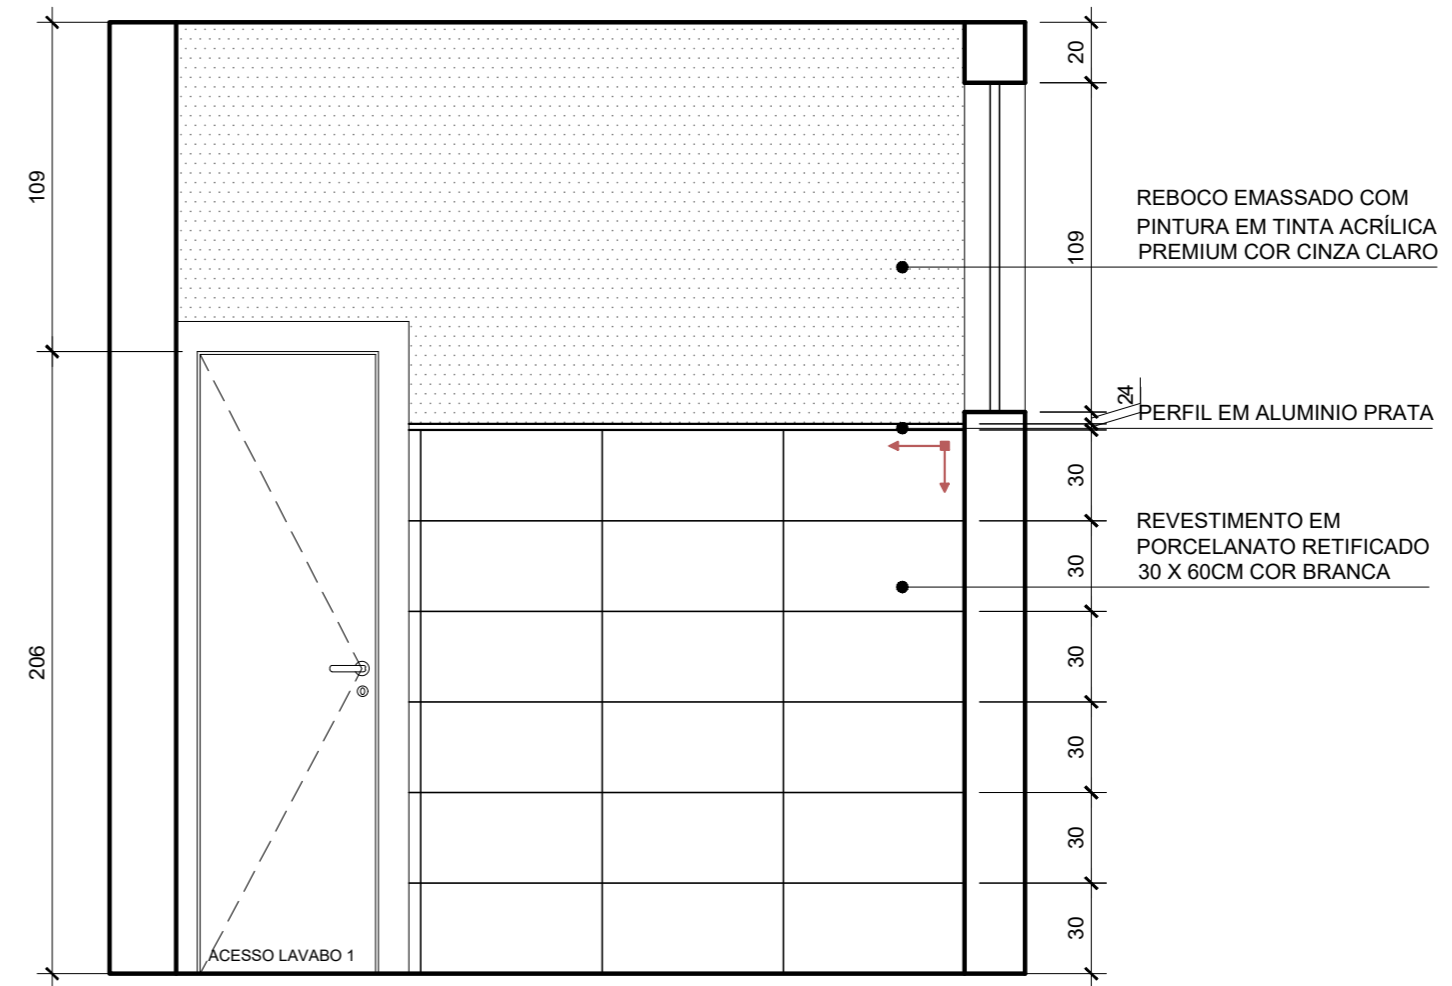 109
206
20
109
24
30
30
30
30
30
30
REBOCO EMASSADO COM
PINTURA EM TINTA ACRÍLICA
PREMIUM COR CINZA CLARO
PERFIL EM ALUMINIO PRATA
REVESTIMENTO EM
PORCELANATO RETIFICADO
30 X 60CM COR BRANCA
ACESSO LAVABO 1